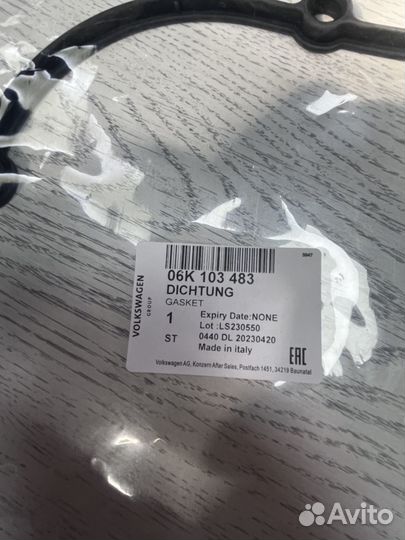 5947
06K 103 483
DICHTUNG
GASKET
VOLKSWAGEN
GROUP
1
Expiry Date:NONE
Lot :LS230550
ST
0440 DL 20230420
Made in italy
EAC
Volkswagen AG, Konzern After Sales, Postfach 1451, 34219 Baunatal
Avito